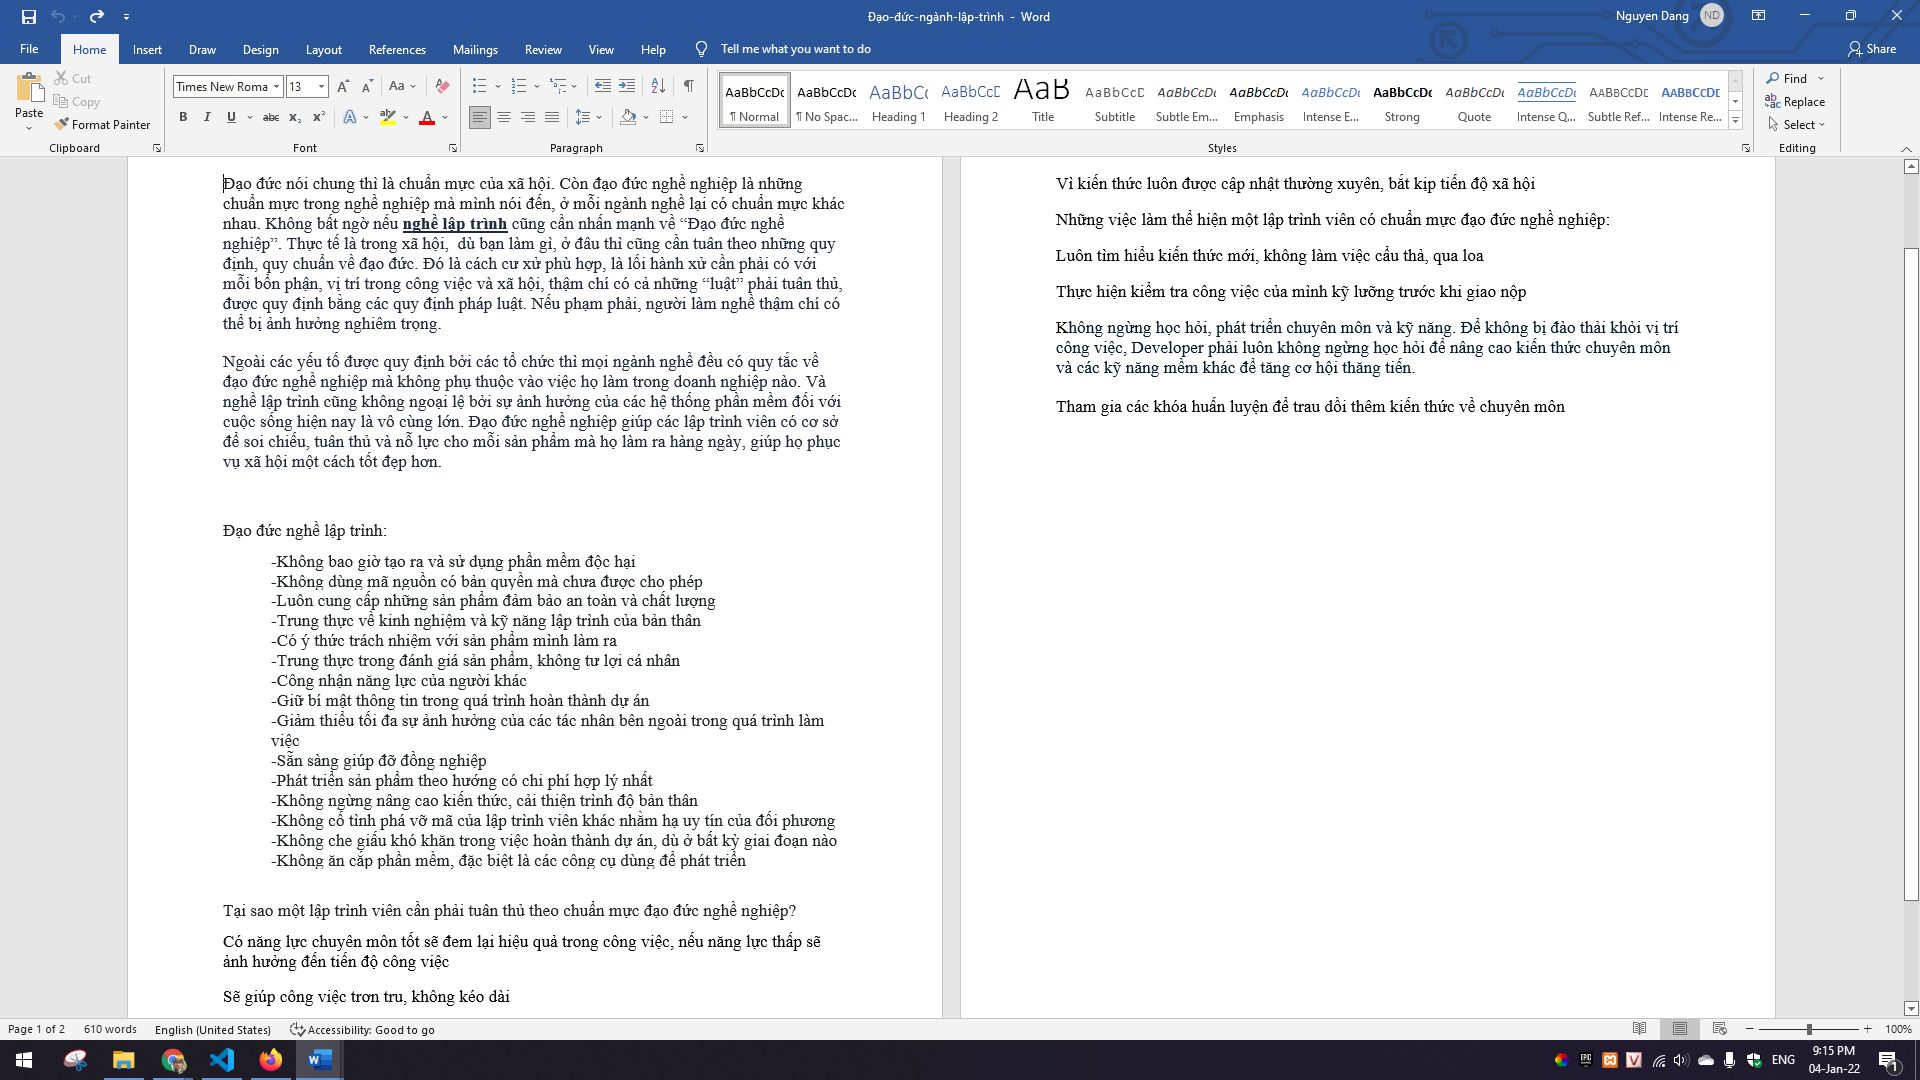 Đạo-đức-ngành-lập-trình - Word
Nguyen Dang
ND
File
Home
Insert
Draw
Design
Layout
References
Mailings
Review
View
Help
Tell me what you want to do
Share
Paste
Cut
Copy
Format Painter
Clipboard
Times New Roma
13
Font
Paragraph
AaBbCcDc
¶ Normal
AaBbCcDc
¶ No Spac...
AaBbCc
Heading 1
AaBbCcD
Heading 2
AaB
Title
AaBbCcD
Subtitle
AaBbCcDc
Subtle Em...
AaBbCcDc
Emphasis
AaBbCcDc
Intense E...
AaBbCcDc
Strong
AaBbCcDc
Quote
AaBbCcDc
Intense Q...
AaBbCcDc
Subtle Ref...
AaBbCcDc
Intense Re...
Styles
Find
Replace
Select
Editing
Đạo đức nói chung thì là chuẩn mực của xã hội. Còn đạo đức nghề nghiệp là những
chuẩn mực trong nghề nghiệp mà mình nói đến, ở mỗi ngành nghề lại có chuẩn mực khác
nhau. Không bất ngờ nếu nghề lập trình cũng cần nhấn mạnh về “Đạo đức nghề
nghiệp”. Thực tế là trong xã hội, dù bạn làm gì, ở đâu thì cũng cần tuân theo những quy
định, quy chuẩn về đạo đức. Đó là cách cư xử phù hợp, là lối hành xử cần phải có với
mỗi bổn phận, vị trí trong công việc và xã hội, thậm chí có cả những “luật” phải tuân thủ,
được quy định bằng các quy định pháp luật. Nếu phạm phải, người làm nghề thậm chí có
thể bị ảnh hưởng nghiêm trọng.
Ngoài các yếu tố được quy định bởi các tổ chức thì mọi ngành nghề đều có quy tắc về
đạo đức nghề nghiệp mà không phụ thuộc vào việc họ làm trong doanh nghiệp nào. Và
nghề lập trình cũng không ngoại lệ bởi sự ảnh hưởng của các hệ thống phần mềm đối với
cuộc sống hiện nay là vô cùng lớn. Đạo đức nghề nghiệp giúp các lập trình viên có cơ sở
để soi chiếu, tuân thủ và nỗ lực cho mỗi sản phẩm mà họ làm ra hàng ngày, giúp họ phục
vụ xã hội một cách tốt đẹp hơn.
Đạo đức nghề lập trình:
-Không bao giờ tạo ra và sử dụng phần mềm độc hại
-Không dùng mã nguồn có bản quyền mà chưa được cho phép
-Luôn cung cấp những sản phẩm đảm bảo an toàn và chất lượng
-Trung thực về kinh nghiệm và kỹ năng lập trình của bản thân
-Có ý thức trách nhiệm với sản phẩm mình làm ra
-Trung thực trong đánh giá sản phẩm, không tư lợi cá nhân
-Công nhận năng lực của người khác
-Giữ bí mật thông tin trong quá trình hoàn thành dự án
-Giảm thiểu tối đa sự ảnh hưởng của các tác nhân bên ngoài trong quá trình làm
việc
-Sẵn sàng giúp đỡ đồng nghiệp
-Phát triển sản phẩm theo hướng có chi phí hợp lý nhất
-Không ngừng nâng cao kiến thức, cải thiện trình độ bản thân
-Không cố tình phá vỡ mã của lập trình viên khác nhằm hạ uy tín của đối phương
-Không che giấu khó khăn trong việc hoàn thành dự án, dù ở bất kỳ giai đoạn nào
-Không ăn cắp phần mềm, đặc biệt là các công cụ dùng để phát triển
Tại sao một lập trình viên cần phải tuân thủ theo chuẩn mực đạo đức nghề nghiệp?
Có năng lực chuyên môn tốt sẽ đem lại hiệu quả trong công việc, nếu năng lực thấp sẽ
ảnh hưởng đến tiến độ công việc
Sẽ giúp công việc trơn tru, không kéo dài
Vì kiến thức luôn được cập nhật thường xuyên, bắt kịp tiến độ xã hội
Những việc làm thể hiện một lập trình viên có chuẩn mực đạo đức nghề nghiệp:
Luôn tìm hiểu kiến thức mới, không làm việc cẩu thả, qua loa
Thực hiện kiểm tra công việc của mình kỹ lưỡng trước khi giao nộp
Không ngừng học hỏi, phát triển chuyên môn và kỹ năng. Để không bị đào thải khỏi vị trí
công việc, Developer phải luôn không ngừng học hỏi để nâng cao kiến thức chuyên môn
và các kỹ năng mềm khác để tăng cơ hội thăng tiến.
Tham gia các khóa huấn luyện để trau dồi thêm kiến thức về chuyên môn
Page 1 of 2
610 words
English (United States)
Accessibility: Good to go
100%
ENG
9:15 PM
04-Jan-22
1